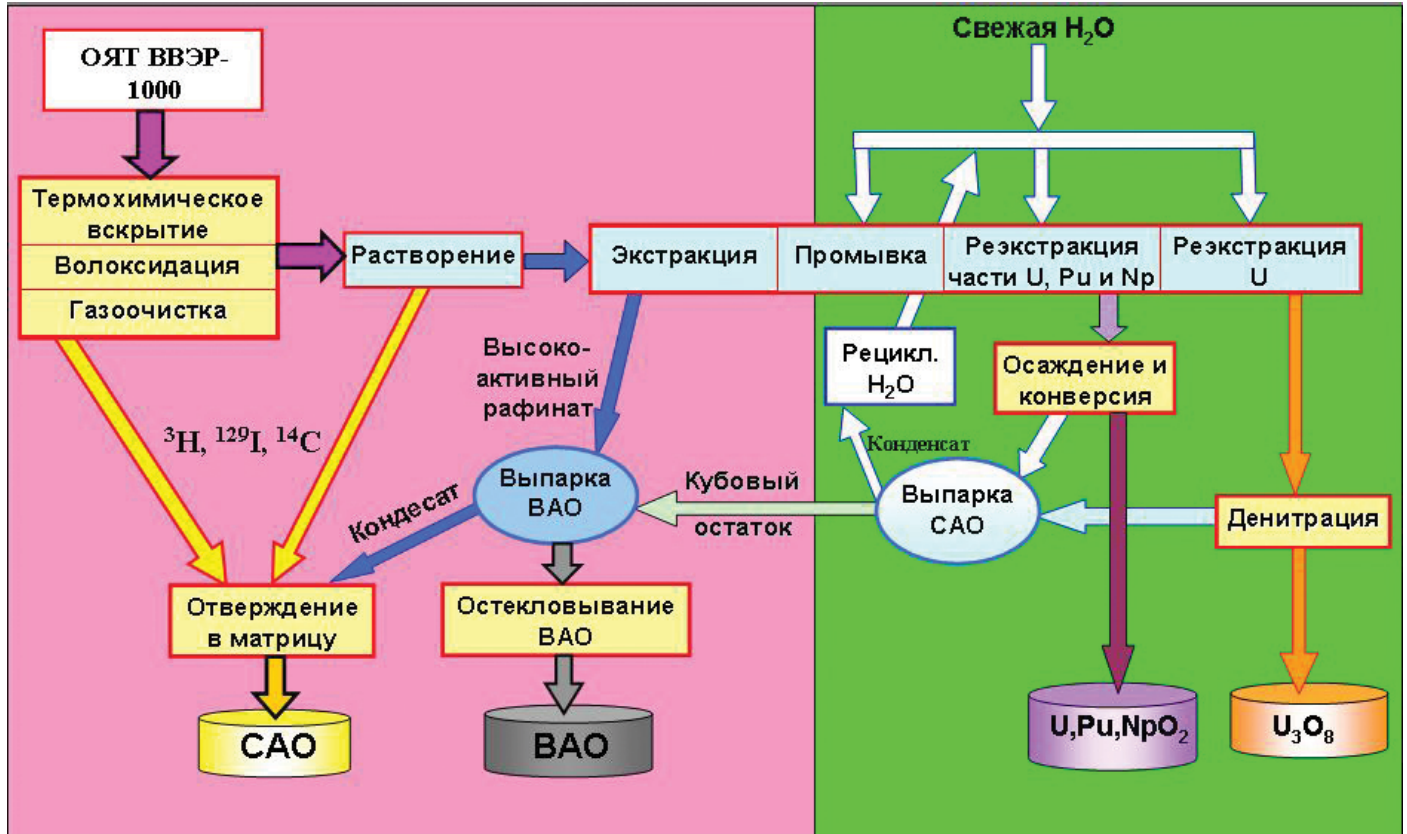 ОЯТ ВВЭР-
1000
Свежая H₂O
Термохимическое
вскрытие
Волоксидация
Газоочистка
Растворение
Экстракция
Промывка
Реэкстракция
части U, Pu и Np
Реэкстракция
U
Высоко-
активный
рафинат
Рецикл.
H₂O
Осаждение и
конверсия
³H, ¹²⁹I, ¹⁴C
Конденсат
Выпарка
ВАО
Кубовый
остаток
Выпарка
САО
Кондесат
Денитрация
Отверждение
в матрицу
Остекловывание
ВАО
САО
ВАО
U,Pu,NpO₂
U₃O₈